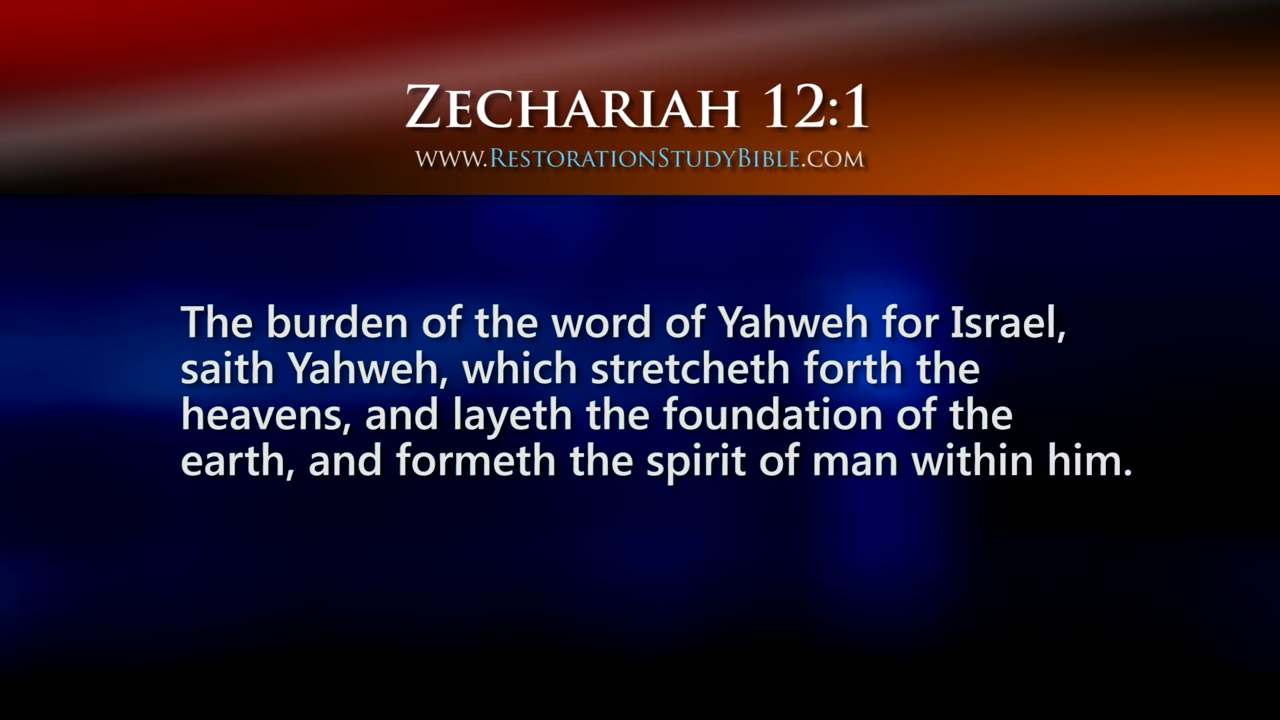 Zechariah 12:1
www.RestorationStudyBible.com
The burden of the word of Yahweh for Israel,
saith Yahweh, which stretcheth forth the
heavens, and layeth the foundation of the
earth, and formeth the spirit of man within him.